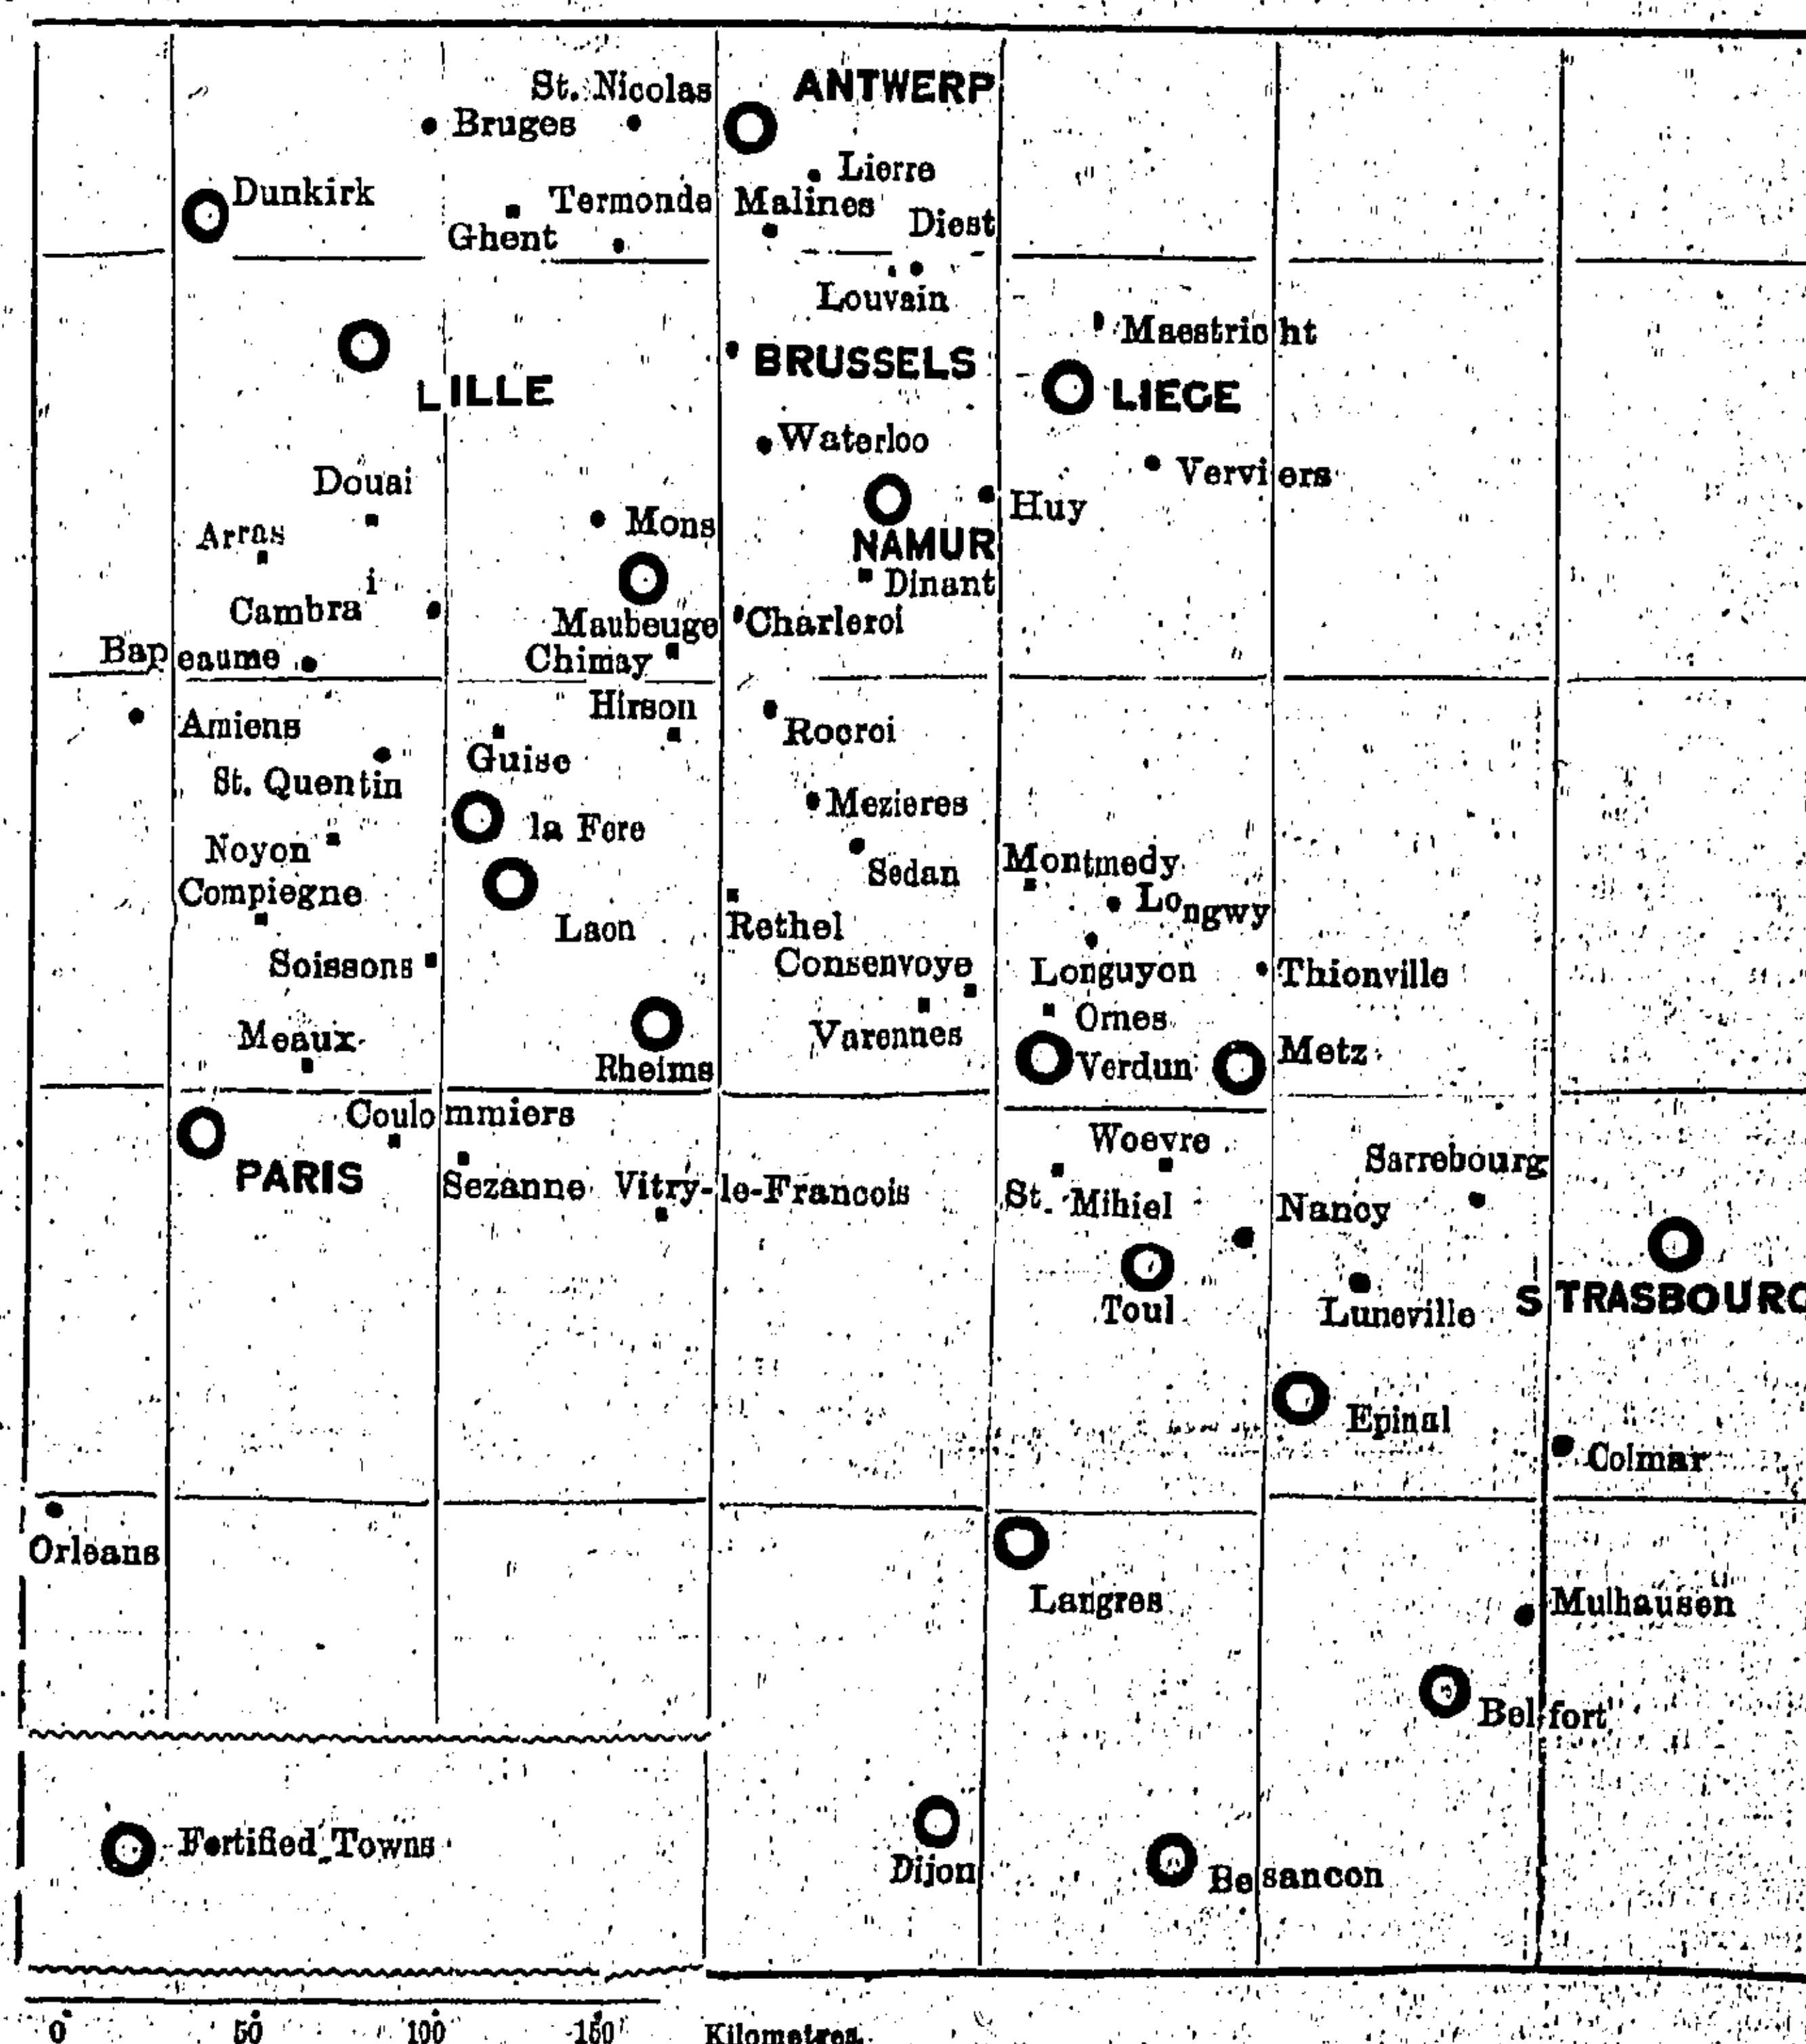 St. Nicolas
ANTWERP
Bruges
Lierre
Dunkirk
Termonde
Malines
Diest
Ghent
Louvain
Maestricht
BRUSSELS
LILLE
LIEGE
Waterloo
Verviers
Douai
Huy
Arras
Mons
NAMUR
Dinant
Cambrai
Maubeuge
Charleroi
Bapeaume
Chimay
Hirson
Amiens
Rocroi
Guise
St. Quentin
Mezieres
la Fere
Noyon
Sedan
Montmedy
Compiegne
Longwy
Laon
Rethel
Soissons
Consenvoye
Longuyon
Thionville
Ornes
Meaux
Varennes
Metz
Rheims
Verdun
Coulommiers
Woevre
Sarrebourg
PARIS
Sezanne
Vitry-le-Francois
St. Mihiel
Nancy
Toul
Luneville
STRASBOURG
Epinal
Colmar
Orleans
Langres
Mulhausen
Belfort
Fortified Towns
Dijon
Besancon
0 50 100 150 Kilometres.